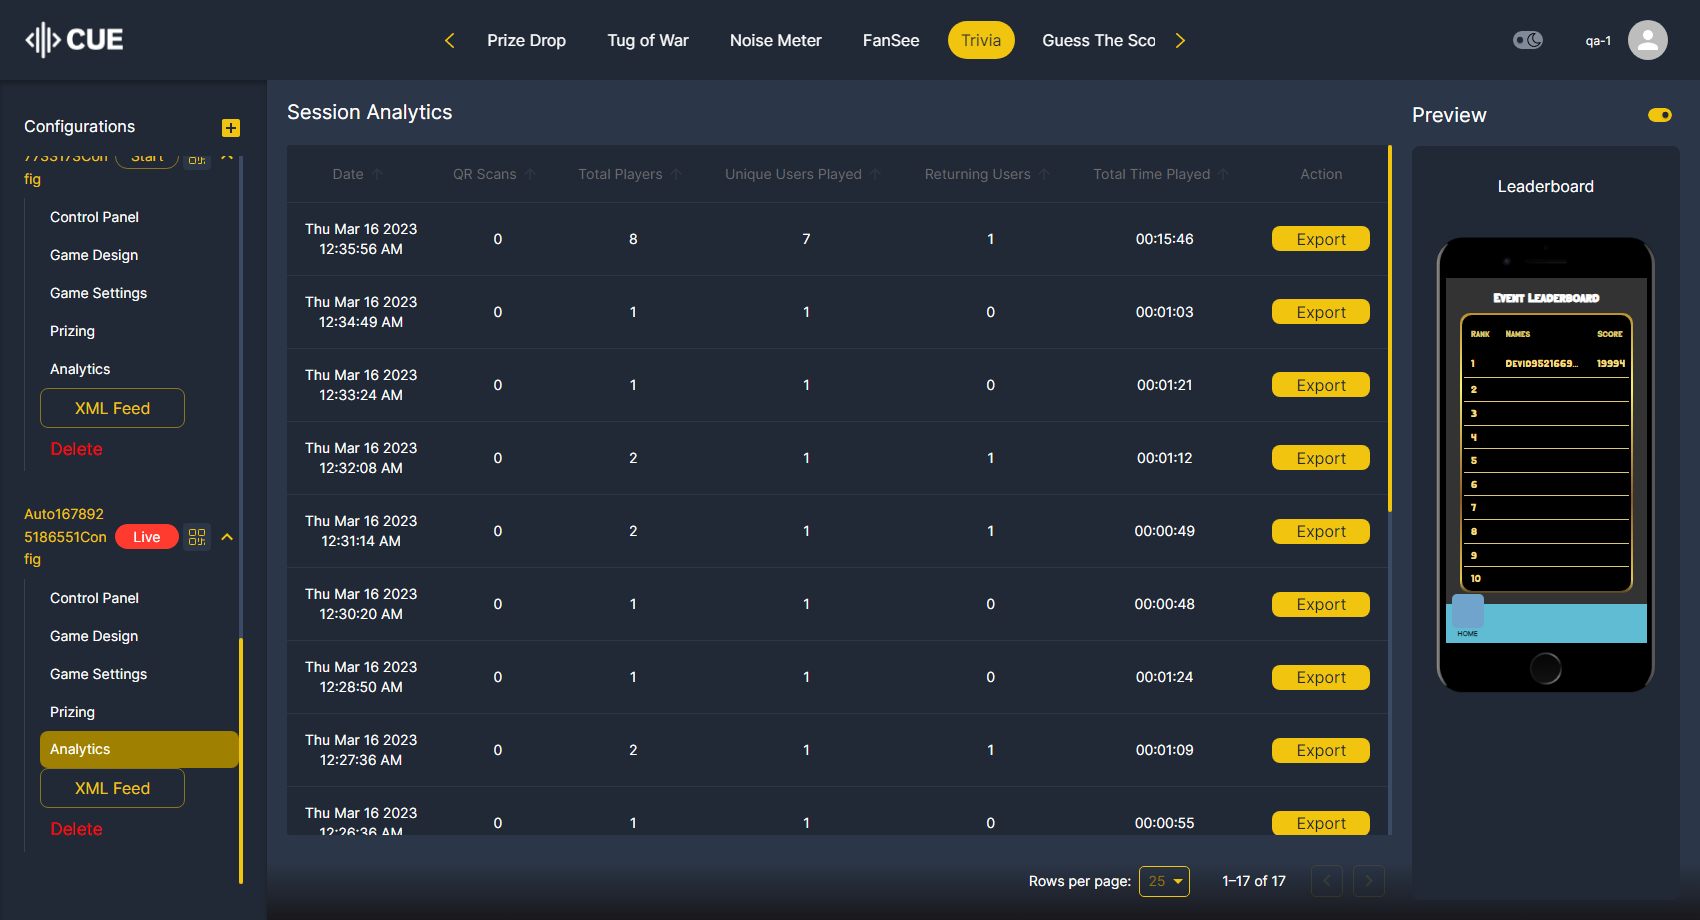 CUE
Prize Drop Tug of War Noise Meter FanSee Trivia Guess The Sco
qa-1
Configurations
7733173Con Start
fig
Control Panel
Game Design
Game Settings
Prizing
Analytics
XML Feed
Delete
Auto167892
5186551Con
fig
Live
Control Panel
Game Design
Game Settings
Prizing
Analytics
XML Feed
Delete
Session Analytics
Date QR Scans Total Players Unique Users Played Returning Users Total Time Played Action
Thu Mar 16 2023
12:35:56 AM 0 8 7 1 00:15:46 Export
Thu Mar 16 2023
12:34:49 AM 0 1 1 0 00:01:03 Export
Thu Mar 16 2023
12:33:24 AM 0 1 1 0 00:01:21 Export
Thu Mar 16 2023
12:32:08 AM 0 2 1 1 00:01:12 Export
Thu Mar 16 2023
12:31:14 AM 0 2 1 1 00:00:49 Export
Thu Mar 16 2023
12:30:20 AM 0 1 1 0 00:00:48 Export
Thu Mar 16 2023
12:28:50 AM 0 1 1 0 00:01:24 Export
Thu Mar 16 2023
12:27:36 AM 0 2 1 1 00:01:09 Export
Thu Mar 16 2023
12:26:36 AM 0 1 1 0 00:00:55 Export
Rows per page: 25 1–17 of 17
Preview
Leaderboard
Event Leaderboard
Rank Names Score
1 Devid9521669... 19994
2
3
4
5
6
7
8
9
10
HOME